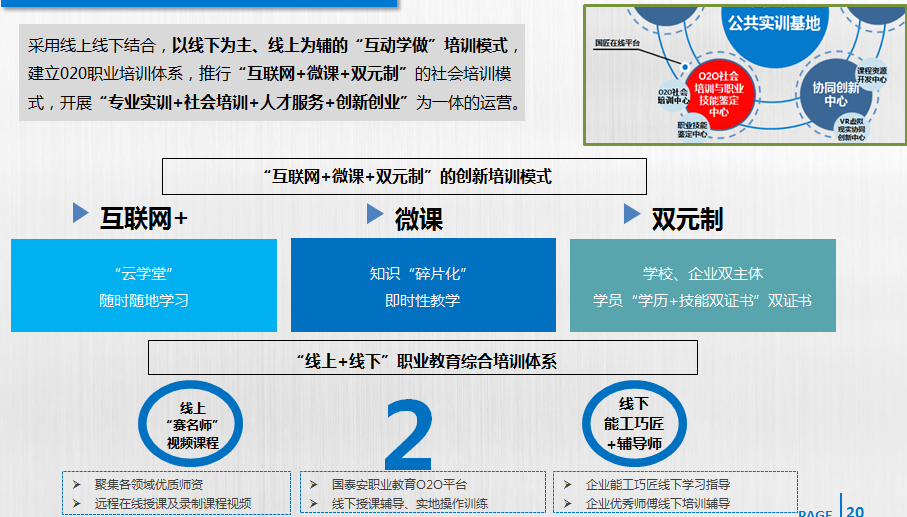 采用线上线下结合，以线下为主、线上为辅的“互动学做”培训模式，
建立020职业培训体系，推行“互联网+微课+双元制”的社会培训模
式，开展“专业实训+社会培训+人才服务+创新创业”为一体的运营。
公共实训基地
国匠在线平台
O2O社会
培训与职业
技能鉴定
中心
O2O社会
培训中心
职业技能
鉴定中心
协同创新
中心
课程资源
开发中心
VR虚拟
现实协同
创新中心
“互联网+微课+双元制”的创新培训模式
互联网+
微课
双元制
“云学堂”
随时随地学习
知识“碎片化”
即时性教学
学校、企业双主体
学员“学历+技能双证书”双证书
“线上+线下”职业教育综合培训体系
线上
“赛名师”
视频课程
2
线下
能工巧匠
+辅导师
聚集各领域优质师资
远程在线授课及录制课程视频
国泰安职业教育O2O平台
线下授课辅导、实地操作训练
企业能工巧匠线下学习指导
企业优秀师傅线下培训辅导
PAGE 20